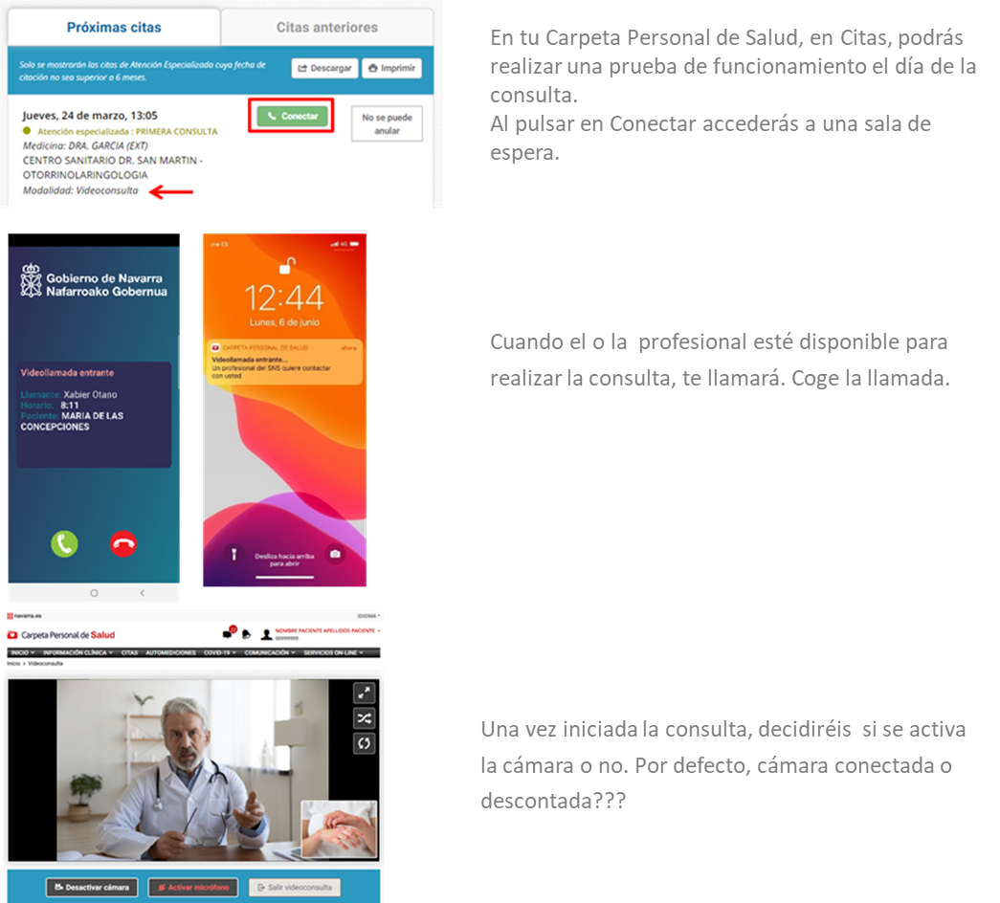 Próximas citas
Citas anteriores
Solo se mostrarán las citas de Atención Especializada cuya fecha de
citación no sea superior a 6 meses.
Descargar
Imprimir
Jueves, 24 de marzo, 13:05
Conectar
No se puede
anular
Atención especializada : PRIMERA CONSULTA
Medicina: DRA. GARCIA (EXT)
CENTRO SANITARIO DR. SAN MARTIN -
OTORRINOLARINGOLOGIA
Modalidad: Videoconsulta
En tu Carpeta Personal de Salud, en Citas, podrás
realizar una prueba de funcionamiento el día de la
consulta.
Al pulsar en Conectar accederás a una sala de
espera.
Gobierno de Navarra
Nafarroako Gobernua
Videollamada entrante
Llamante: Xabier Otano
Horario: 8:11
Paciente: MARIA DE LAS
CONCEPCIONES
4G
12:44
Lunes, 6 de junio
CARPETA PERSONAL DE SALUD
ahora
Videollamada entrante...
Un profesional del SNS quiere contactar
con usted
Desliza hacia arriba
para abrir
Cuando el o la profesional esté disponible para
realizar la consulta, te llamará. Coge la llamada.
navarra.es
IDIOMA
Carpeta Personal de Salud
NOMBRE PACIENTE APELLIDOS PACIENTE
INICIO INFORMACIÓN CLÍNICA CITAS AUTOMEDICIONES COVID-19 COMUNICACIÓN SERVICIOS ON-LINE
Inicio > Videoconsulta
Desactivar cámara
Activar micrófono
Salir videoconsulta
Una vez iniciada la consulta, decidiréis si se activa
la cámara o no. Por defecto, cámara conectada o
descontada???